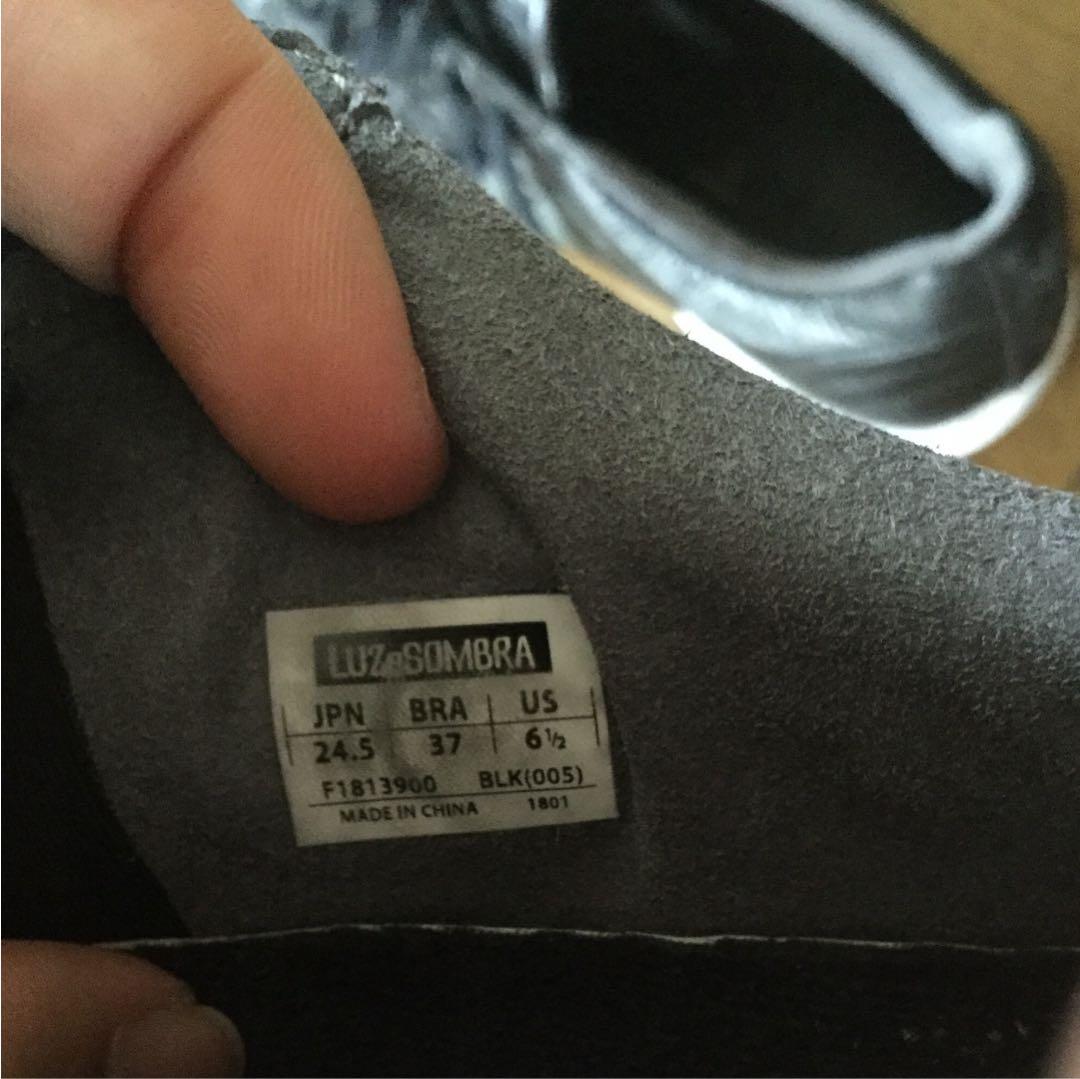 LUZeSOMBRA
JPN BRA US
24.5 37 6½
F1813900 BLK(005)
MADE IN CHINA 1801